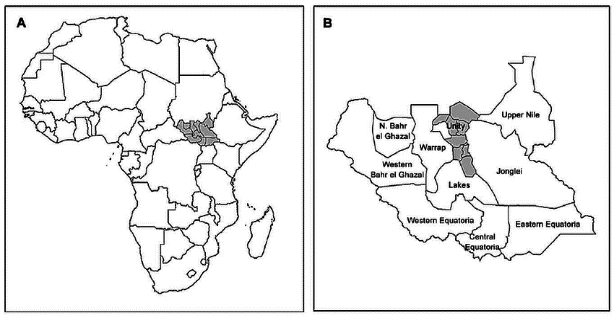 A
B
Upper Nile
N. Bahr
el Ghazal
Unity
Warrap
Western
Bahr el Ghazal
Jonglei
Lakes
Western Equatoria
Eastern Equatoria
Central
Equatoria